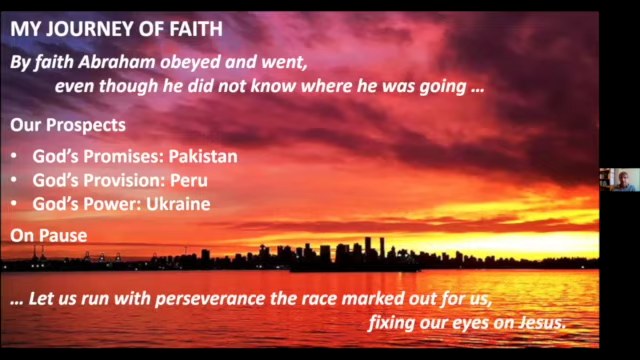 MY JOURNEY OF FAITH
By faith Abraham obeyed and went,
even though he did not know where he was going ...
Our Prospects
• God's Promises: Pakistan
• God's Provision: Peru
• God's Power: Ukraine
On Pause
... Let us run with perseverance the race marked out for us,
fixing our eyes on Jesus.